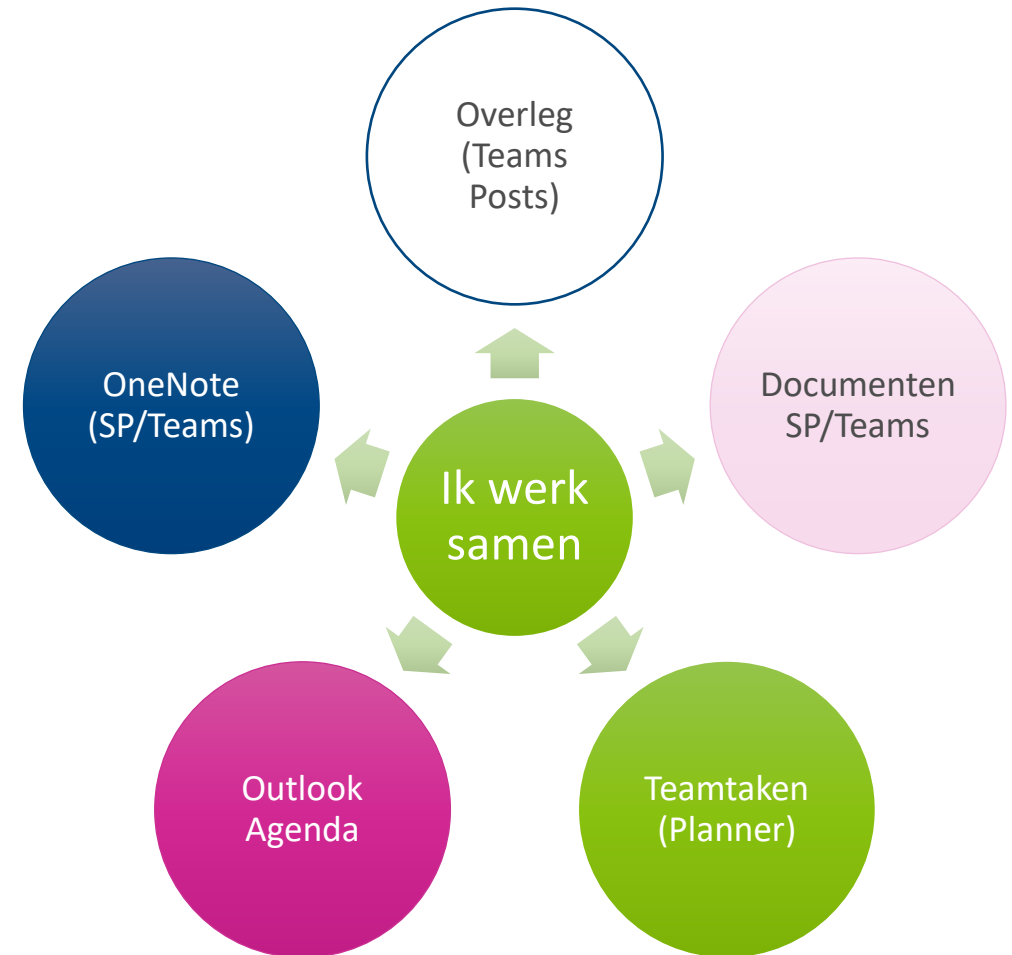 Overleg
(Teams
Posts)
OneNote
(SP/Teams)
Documenten
SP/Teams
Ik werk
samen
Outlook
Agenda
Teamtaken
(Planner)